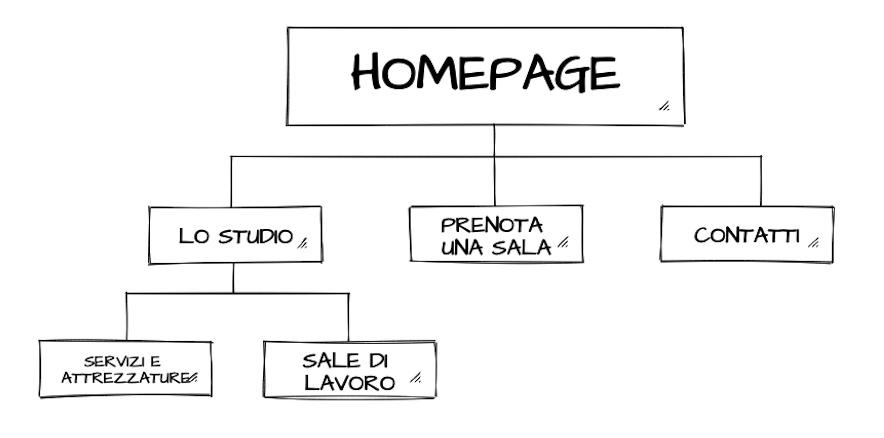 HOMEPAGE
LO STUDIO
PRENOTA
UNA SALA
CONTATTI
SERVIZI E
ATTREZZATURE
SALE DI
LAVORO